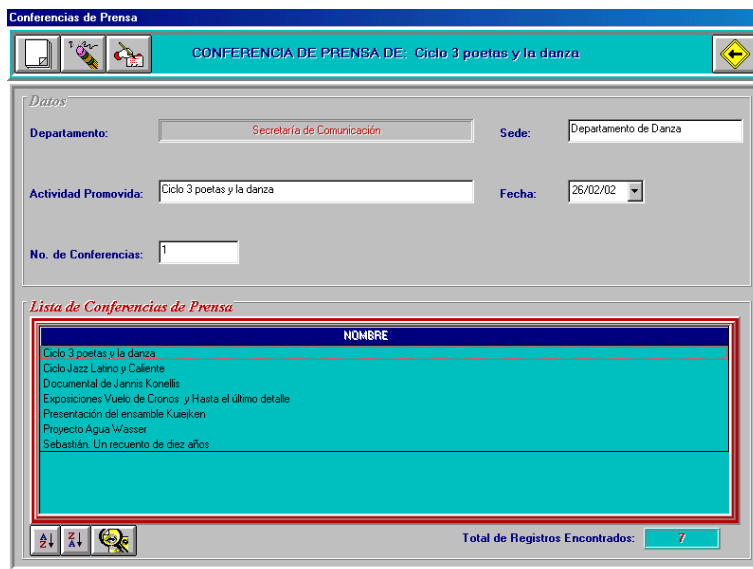 Conferencias de Prensa
CONFERENCIA DE PRENSA DE: Ciclo 3 poetas y la danza
Datos
Departamento: Secretaría de Comunicación Sede: Departamento de Danza
Actividad Promovida: Ciclo 3 poetas y la danza Fecha: 26/02/02
No. de Conferencias: 1
Lista de Conferencias de Prensa
NOMBRE
Ciclo 3 poetas y la danza
Ciclo Jazz Latino y Caliente
Documental de Jannis Konellis
Exposiciones Vuelo de Cronos y Hasta el último detalle
Presentación del ensamble Kuiejken
Proyecto Agua Wasser
Sebastián. Un recuento de diez años
A Z Z A Total de Registros Encontrados: 7